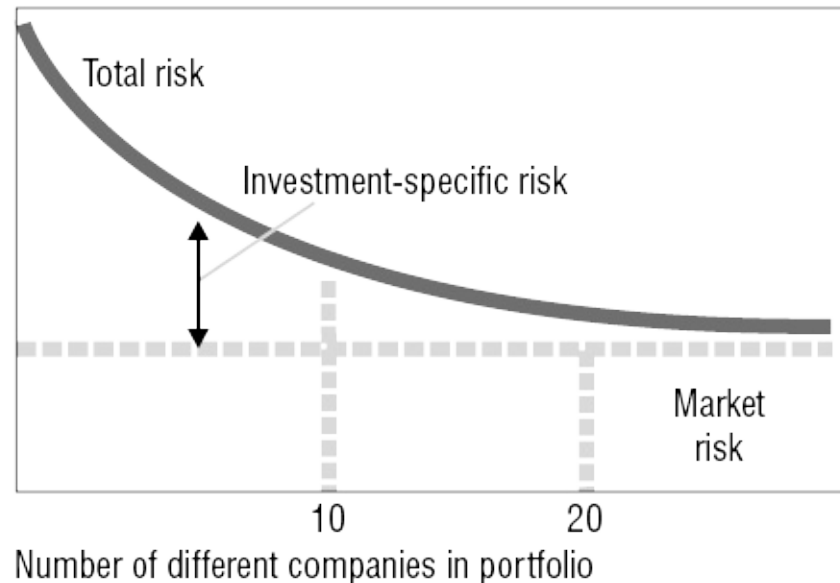 Total risk
Investment-specific risk
Market
risk
10
20
Number of different companies in portfolio